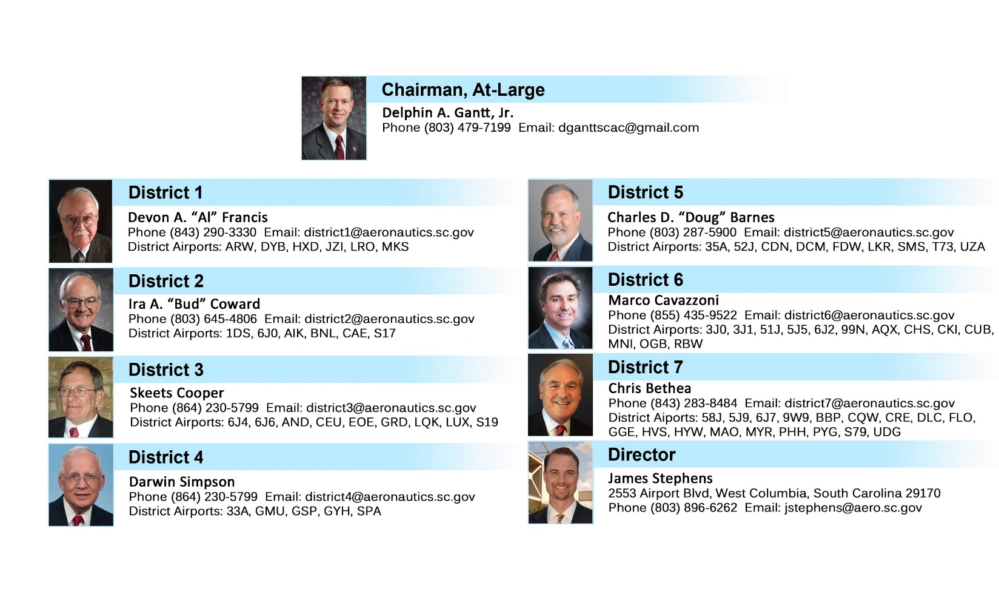 Chairman, At-Large
Delphin A. Gantt, Jr.
Phone (803) 479-7199 Email: dganttscac@gmail.com
District 1
Devon A. “Al” Francis
Phone (843) 290-3330 Email: district1@aeronautics.sc.gov
District Airports: ARW, DYB, HXD, JZI, LRO, MKS
District 2
Ira A. “Bud” Coward
Phone (803) 645-4806 Email: district2@aeronautics.sc.gov
District Airports: 1DS, 6J0, AIK, BNL, CAE, S17
District 3
Skeets Cooper
Phone (864) 230-5799 Email: district3@aeronautics.sc.gov
District Airports: 6J4, 6J6, AND, CEU, EOE, GRD, LQK, LUX, S19
District 4
Darwin Simpson
Phone (864) 230-5799 Email: district4@aeronautics.sc.gov
District Airports: 33A, GMU, GSP, GYH, SPA
District 5
Charles D. “Doug” Barnes
Phone (803) 287-5900 Email: district5@aeronautics.sc.gov
District Airports: 35A, 52J, CDN, DCM, FDW, LKR, SMS, T73, UZA
District 6
Marco Cavazzoni
Phone (855) 435-9522 Email: district6@aeronautics.sc.gov
District Airports: 3J0, 3J1, 51J, 5J5, 6J2, 99N, AQX, CHS, CKI, CUB,
MNI, OGB, RBW
District 7
Chris Bethea
Phone (843) 283-8484 Email: district7@aeronautics.sc.gov
District Aiports: 58J, 5J9, 6J7, 9W9, BBP, CQW, CRE, DLC, FLO,
GGE, HVS, HYW, MAO, MYR, PHH, PYG, S79, UDG
Director
James Stephens
2553 Airport Blvd, West Columbia, South Carolina 29170
Phone (803) 896-6262 Email: jstephens@aero.sc.gov